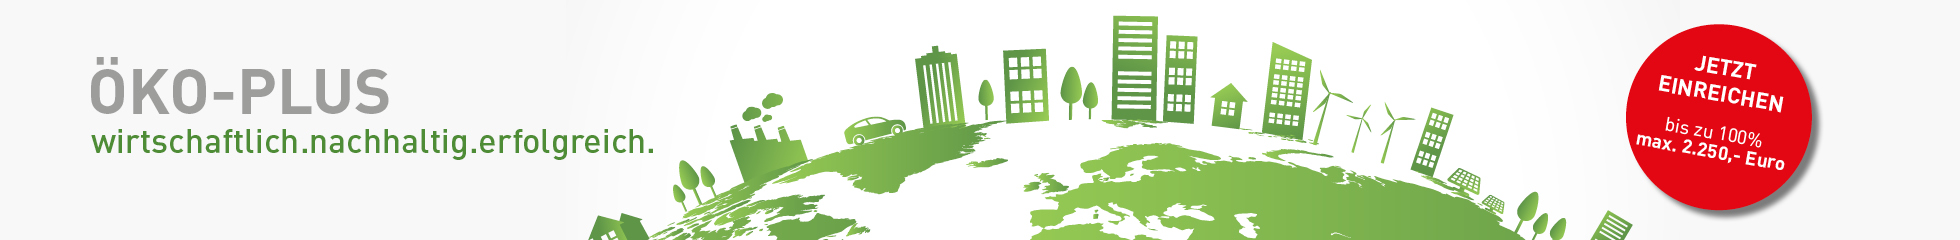 ÖKO-PLUS
wirtschaftlich.nachhaltig.erfolgreich.
JETZT
EINREICHEN
bis zu 100%
max. 2.250,- Euro